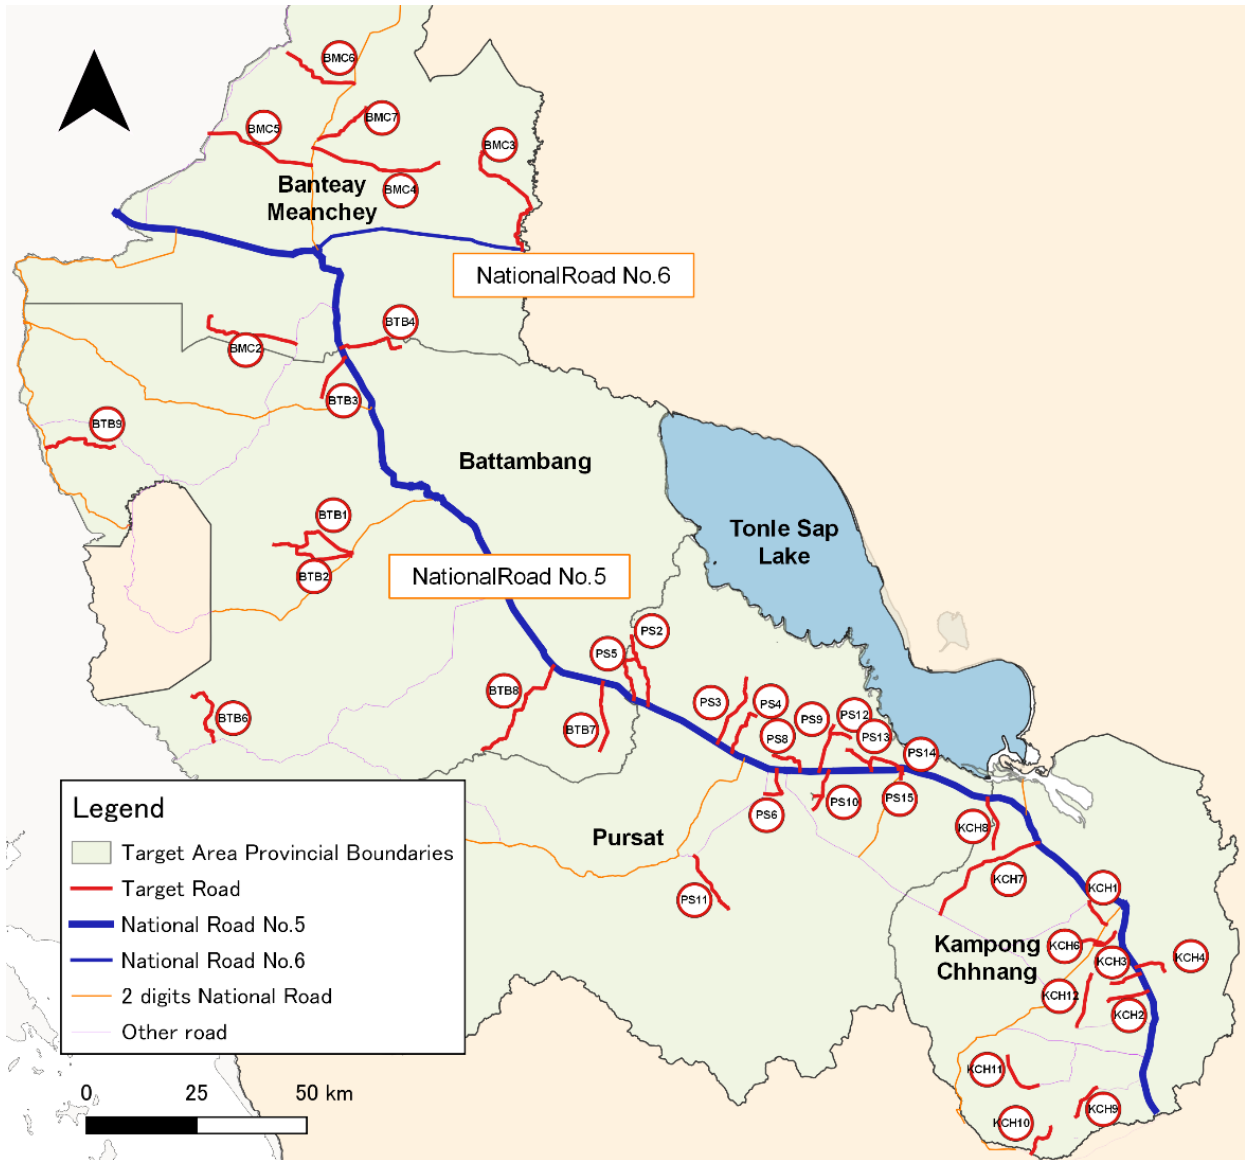 BMC6
BMC7
BMC5
BMC3
BMC4
Banteay
Meanchey
NationalRoad No.6
BTB4
BMC2
BTB3
BTB9
Battambang
BTB1
Tonle Sap
Lake
BTB2
NationalRoad No.5
PS2
PS5
BTB8
PS3
PS4
PS9
PS12
BTB6
BTB7
PS8
PS13
PS14
PS10
PS15
PS6
KCH8
Pursat
KCH7
KCH1
PS11
Kampong
Chhnang
KCH6
KCH3
KCH4
KCH12
KCH2
KCH11
KCH9
KCH10
Legend
Target Area Provincial Boundaries
Target Road
National Road No.5
National Road No.6
2 digits National Road
Other road
0 25 50 km